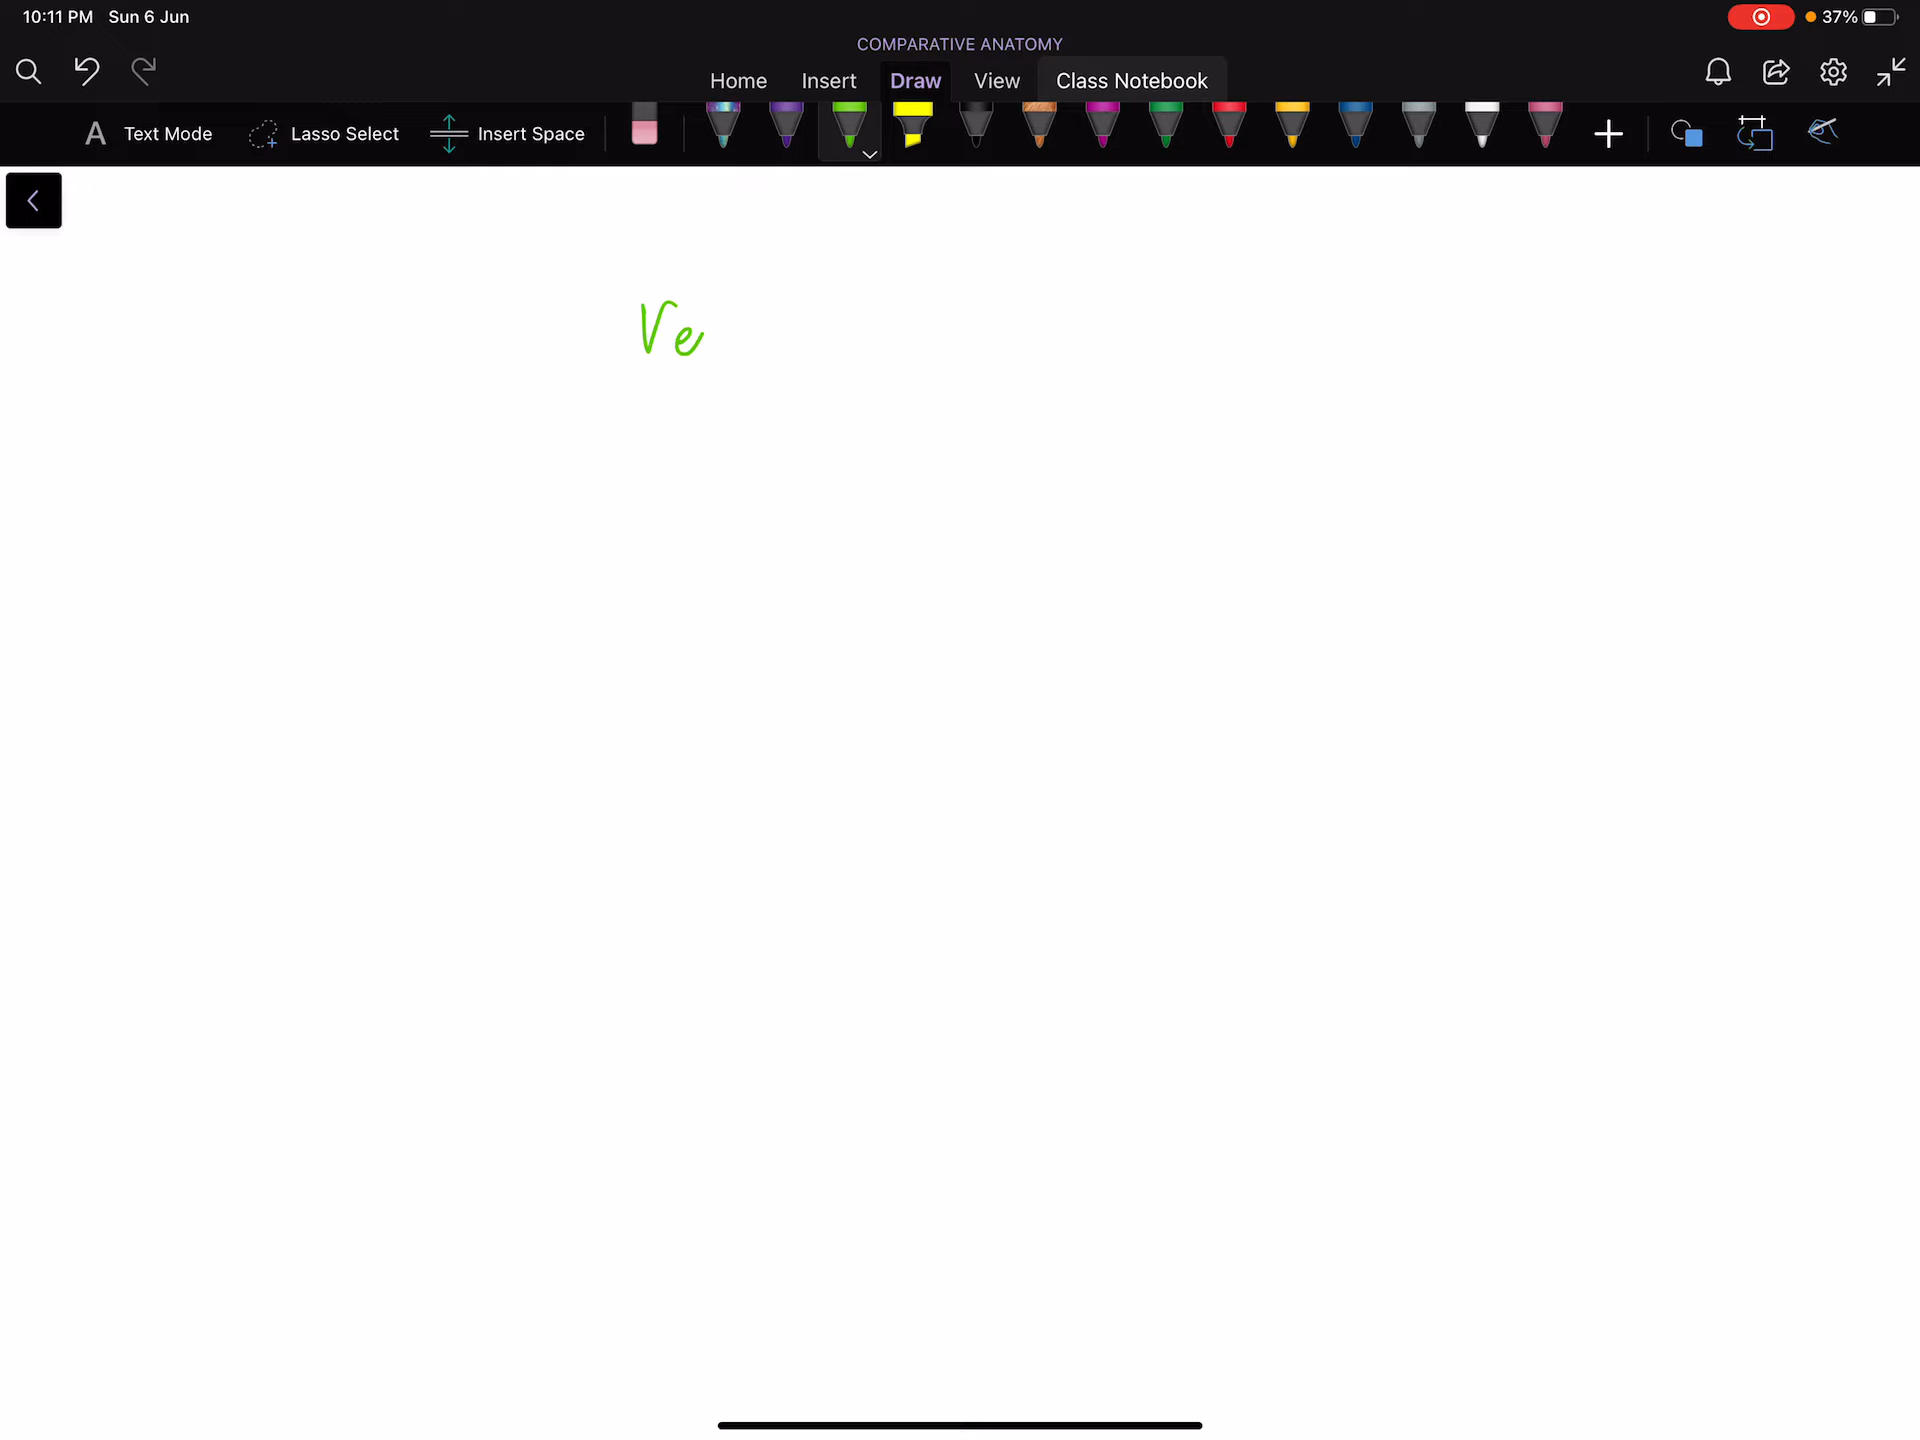 10:11 PM Sun 6 Jun 37%
COMPARATIVE ANATOMY
Home Insert Draw View Class Notebook
A Text Mode Lasso Select Insert Space
Ve